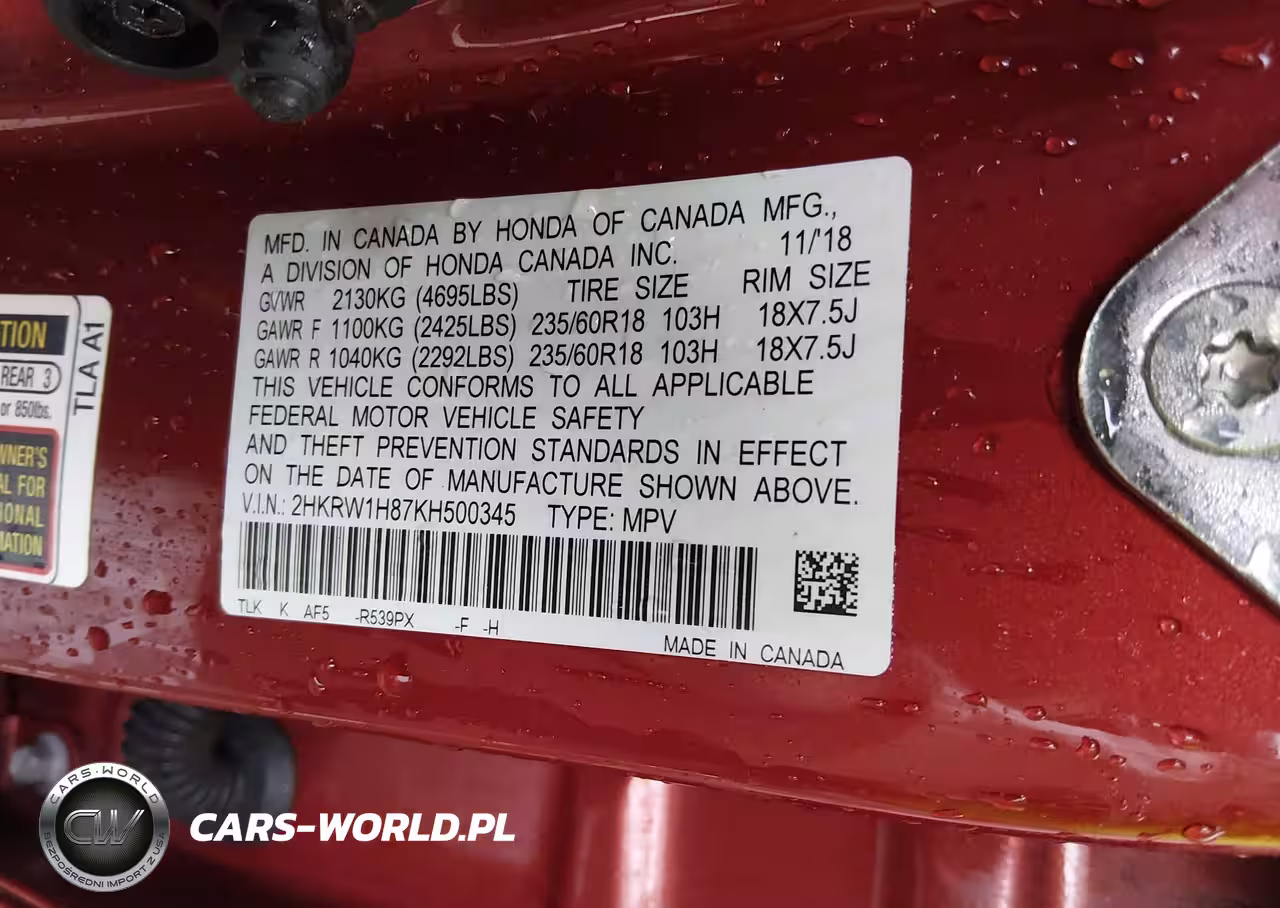 MFD. IN CANADA BY HONDA OF CANADA MFG.,
A DIVISION OF HONDA CANADA INC. 11/'18
GVWR 2130KG (4695LBS) TIRE SIZE RIM SIZE
GAWR F 1100KG (2425LBS) 235/60R18 103H 18X7.5J
GAWR R 1040KG (2292LBS) 235/60R18 103H 18X7.5J
THIS VEHICLE CONFORMS TO ALL APPLICABLE
FEDERAL MOTOR VEHICLE SAFETY
AND THEFT PREVENTION STANDARDS IN EFFECT
ON THE DATE OF MANUFACTURE SHOWN ABOVE.
V.I.N.: 2HKRW1H87KH500345 TYPE: MPV
TLK K AF5 -R539PX -F -H
MADE IN CANADA
TION
REAR 3
or 850lbs.
WNER'S
AL FOR
IONAL
MATION
TLA A1
CARS-WORLD
CW
BEZPOŚREDNI IMPORT Z USA
CARS-WORLD.PL